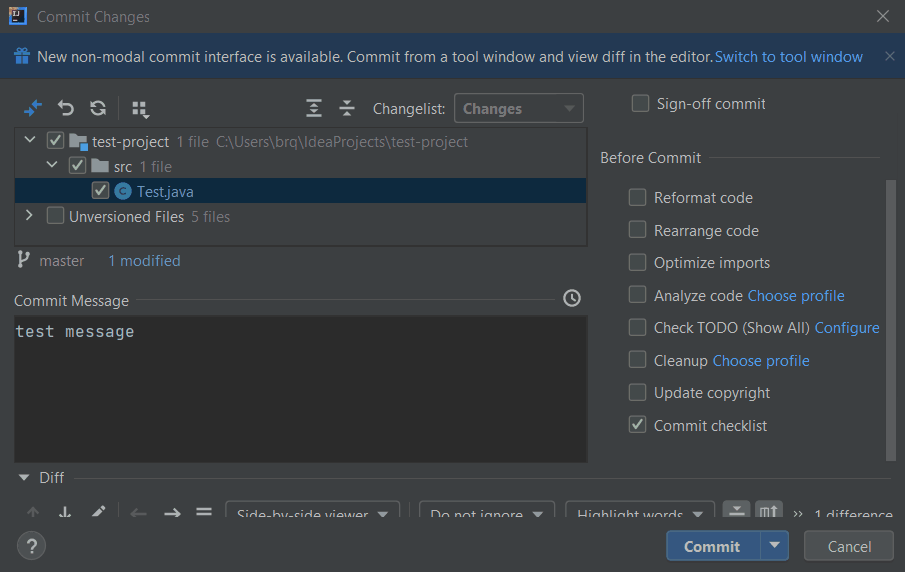 Commit Changes
New non-modal commit interface is available. Commit from a tool window and view diff in the editor. Switch to tool window
Changelist: Changes
test-project 1 file C:\Users\brq\IdeaProjects\test-project
src 1 file
C Test.java
Unversioned Files 5 files
master 1 modified
Commit Message
test message
Sign-off commit
Before Commit
Reformat code
Rearrange code
Optimize imports
Analyze code Choose profile
Check TODO (Show All) Configure
Cleanup Choose profile
Update copyright
Commit checklist
Diff
Side-by-side viewer Do not ignore Highlight words 1 difference
? Commit Cancel